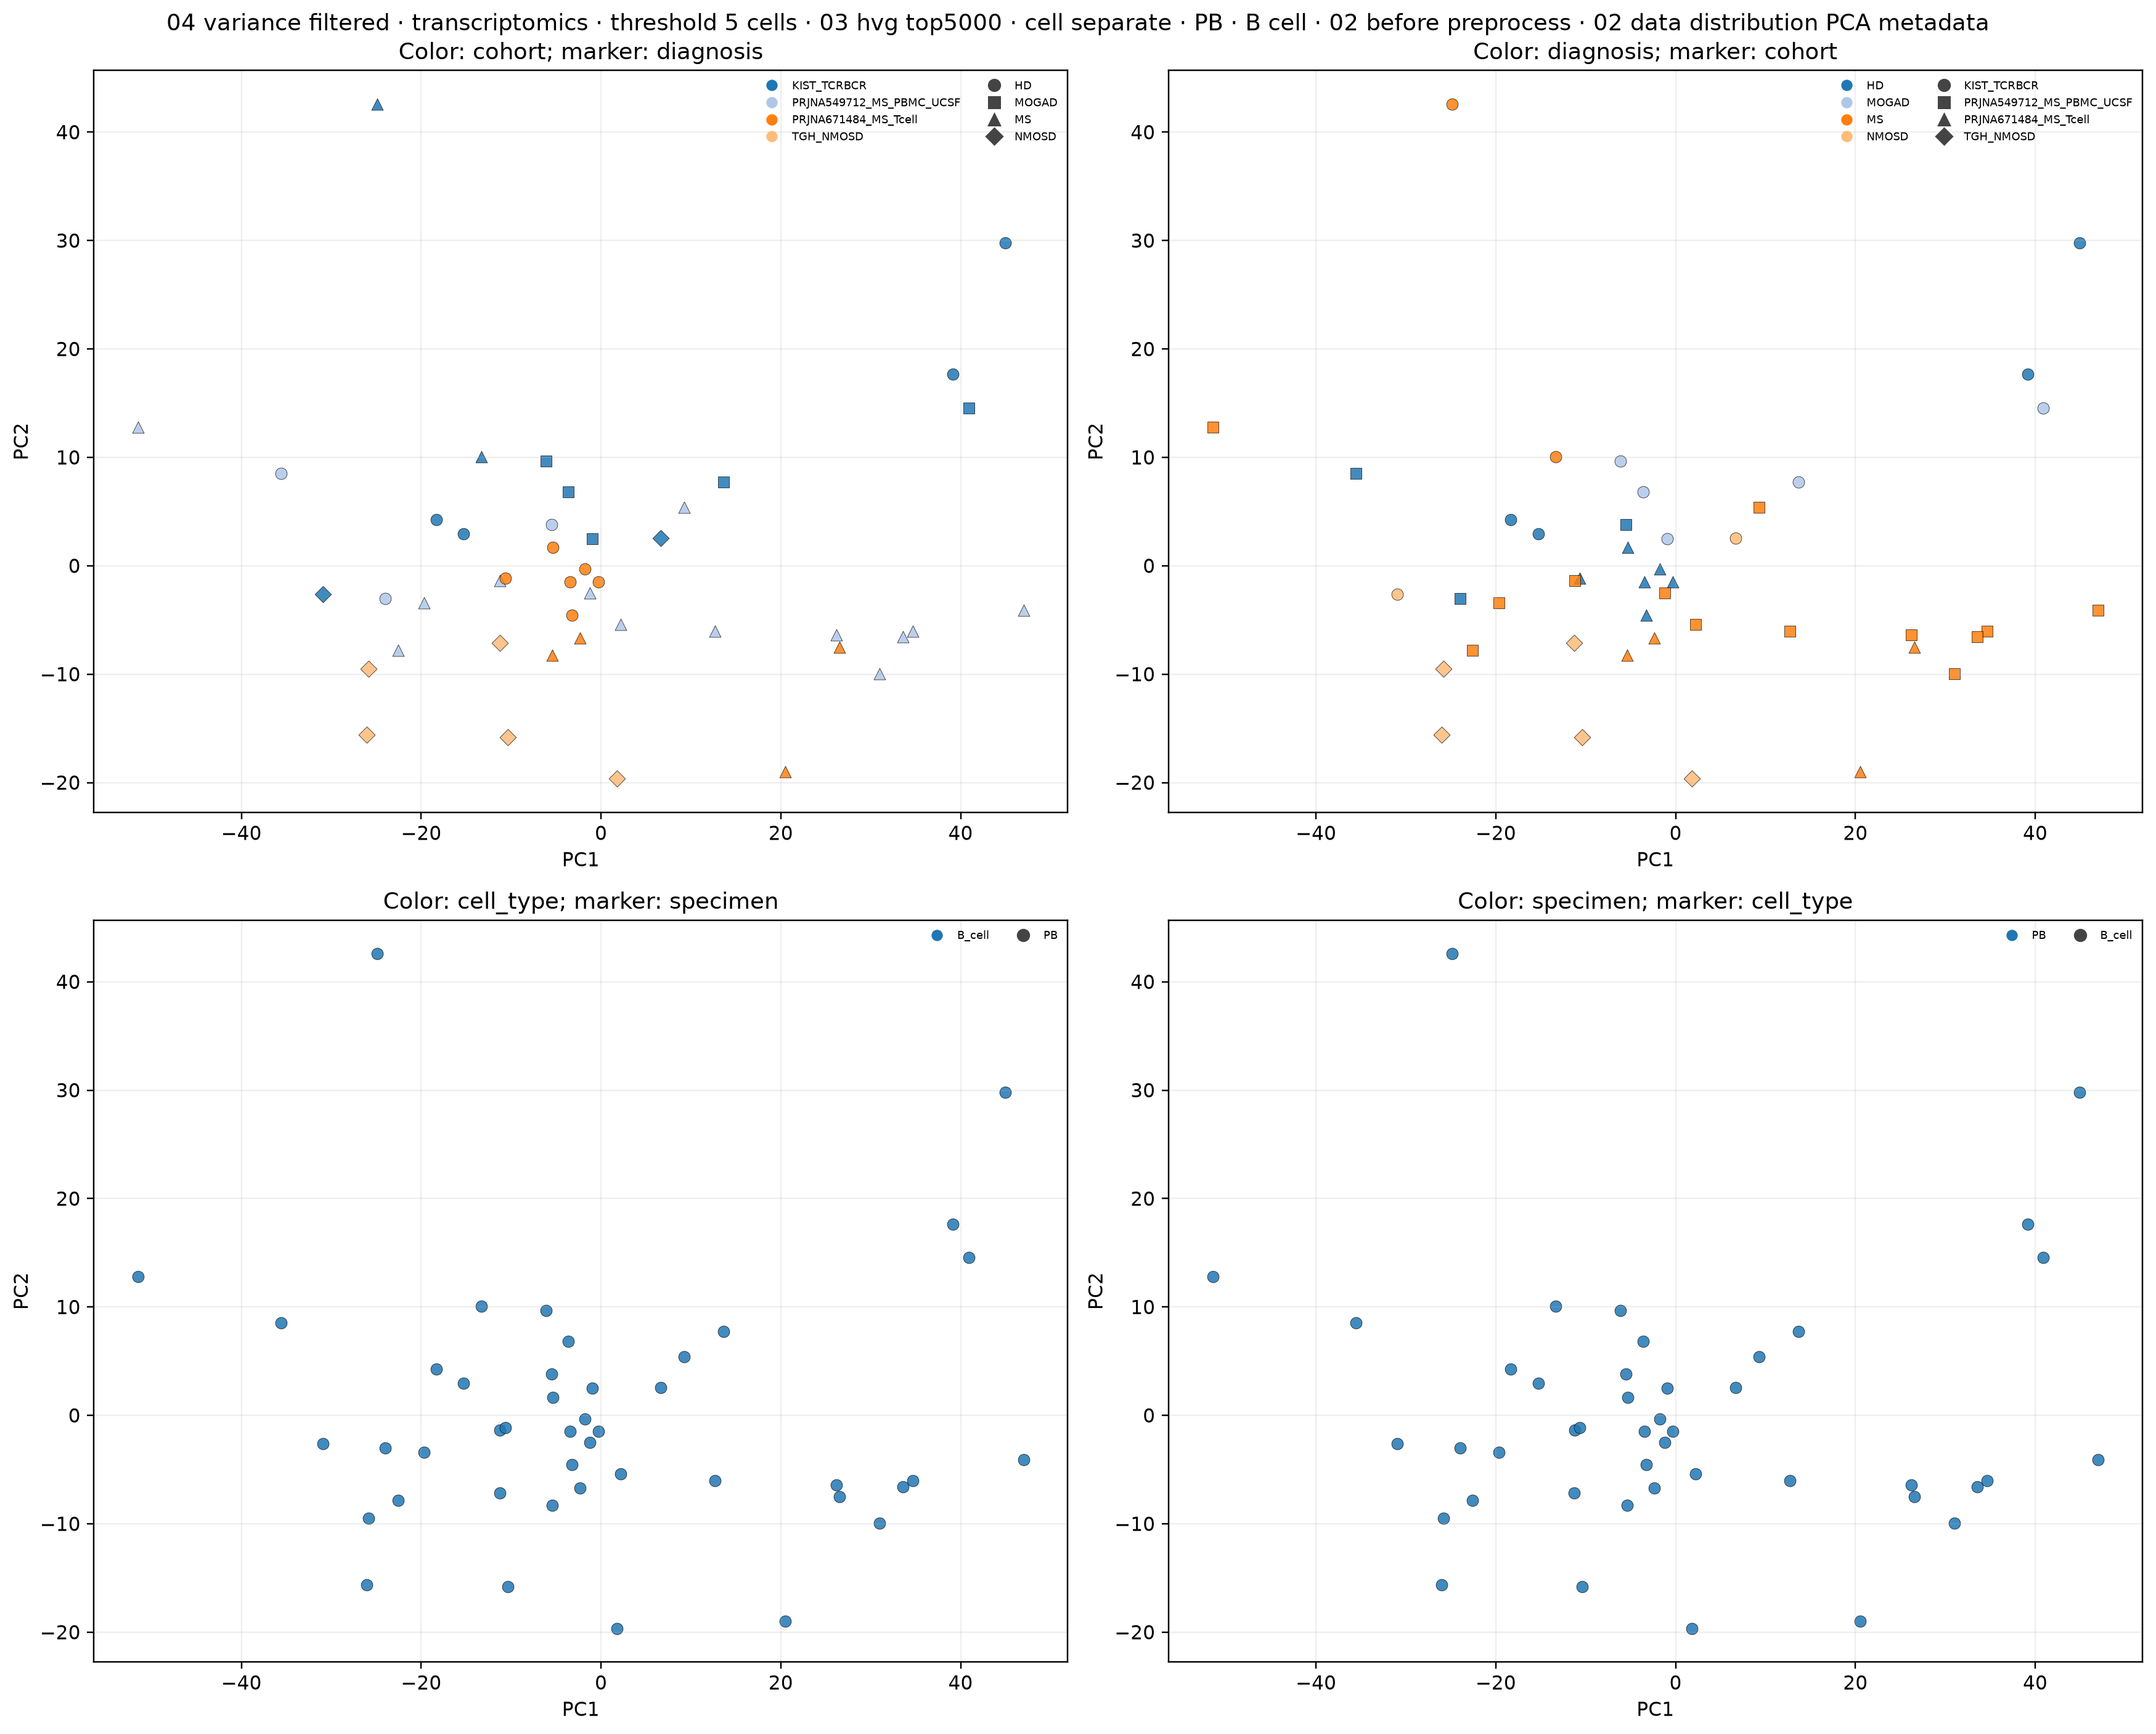 04 variance filtered · transcriptomics · threshold 5 cells · 03 hvg top5000 · cell separate · PB · B cell · 02 before preprocess · 02 data distribution PCA metadata
Color: cohort; marker: diagnosis
KIST_TCRBCR
PRJNA549712_MS_PBMC_UCSF
PRJNA671484_MS_Tcell
TGH_NMOSD
HD
MOGAD
MS
NMOSD
40
30
20
10
0
−10
−20
PC2
−40
−20
0
20
40
PC1
Color: diagnosis; marker: cohort
HD
MOGAD
MS
NMOSD
KIST_TCRBCR
PRJNA549712_MS_PBMC_UCSF
PRJNA671484_MS_Tcell
TGH_NMOSD
40
30
20
10
0
−10
−20
PC2
−40
−20
0
20
40
PC1
Color: cell_type; marker: specimen
B_cell
PB
40
30
20
10
0
−10
−20
PC2
−40
−20
0
20
40
PC1
Color: specimen; marker: cell_type
PB
B_cell
40
30
20
10
0
−10
−20
PC2
−40
−20
0
20
40
PC1